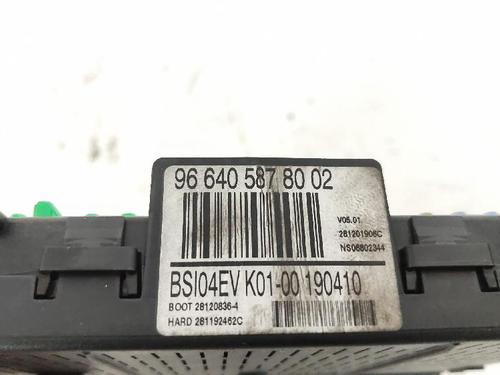 96 640 587 80 02
V05.01
281201906C
NS06802344
BSI04EV K01-00 190410
BOOT 28120836-4
HARD 281192462C